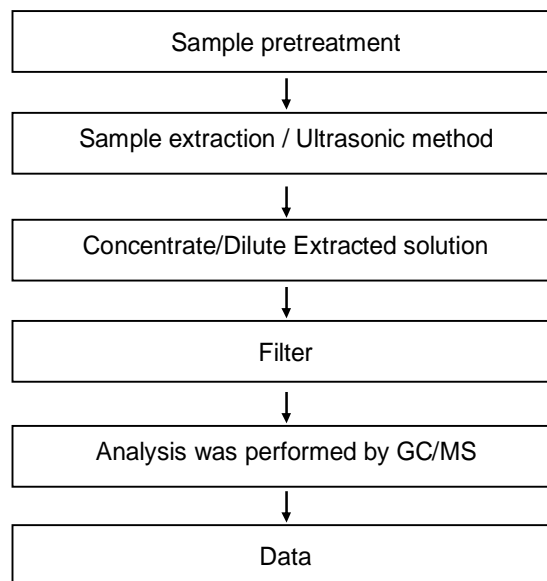 Sample pretreatment
Sample extraction / Ultrasonic method
Concentrate/Dilute Extracted solution
Filter
Analysis was performed by GC/MS
Data